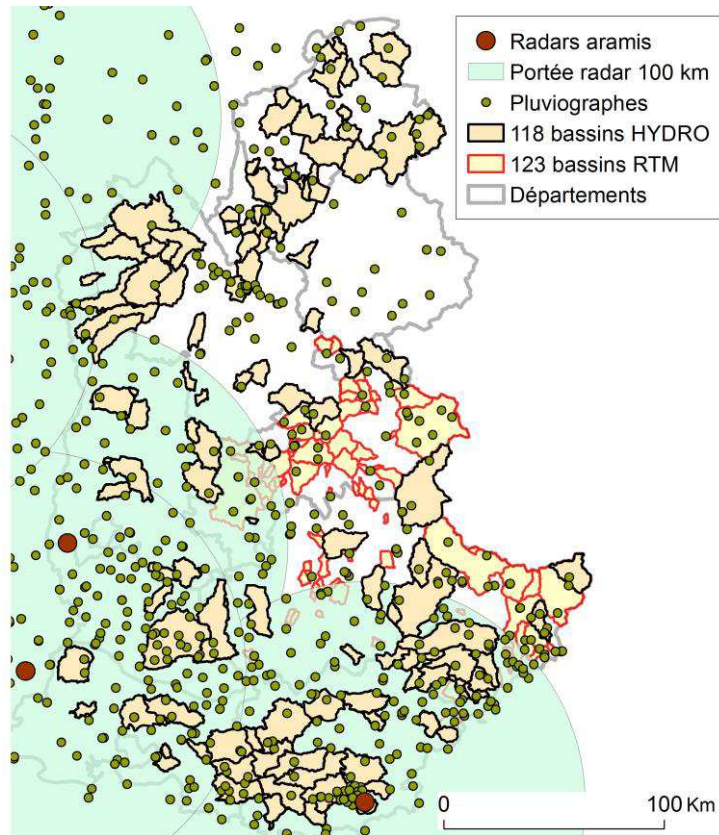 Radars aramis
Portée radar 100 km
Pluviographes
118 bassins HYDRO
123 bassins RTM
Départements
0 100 Km